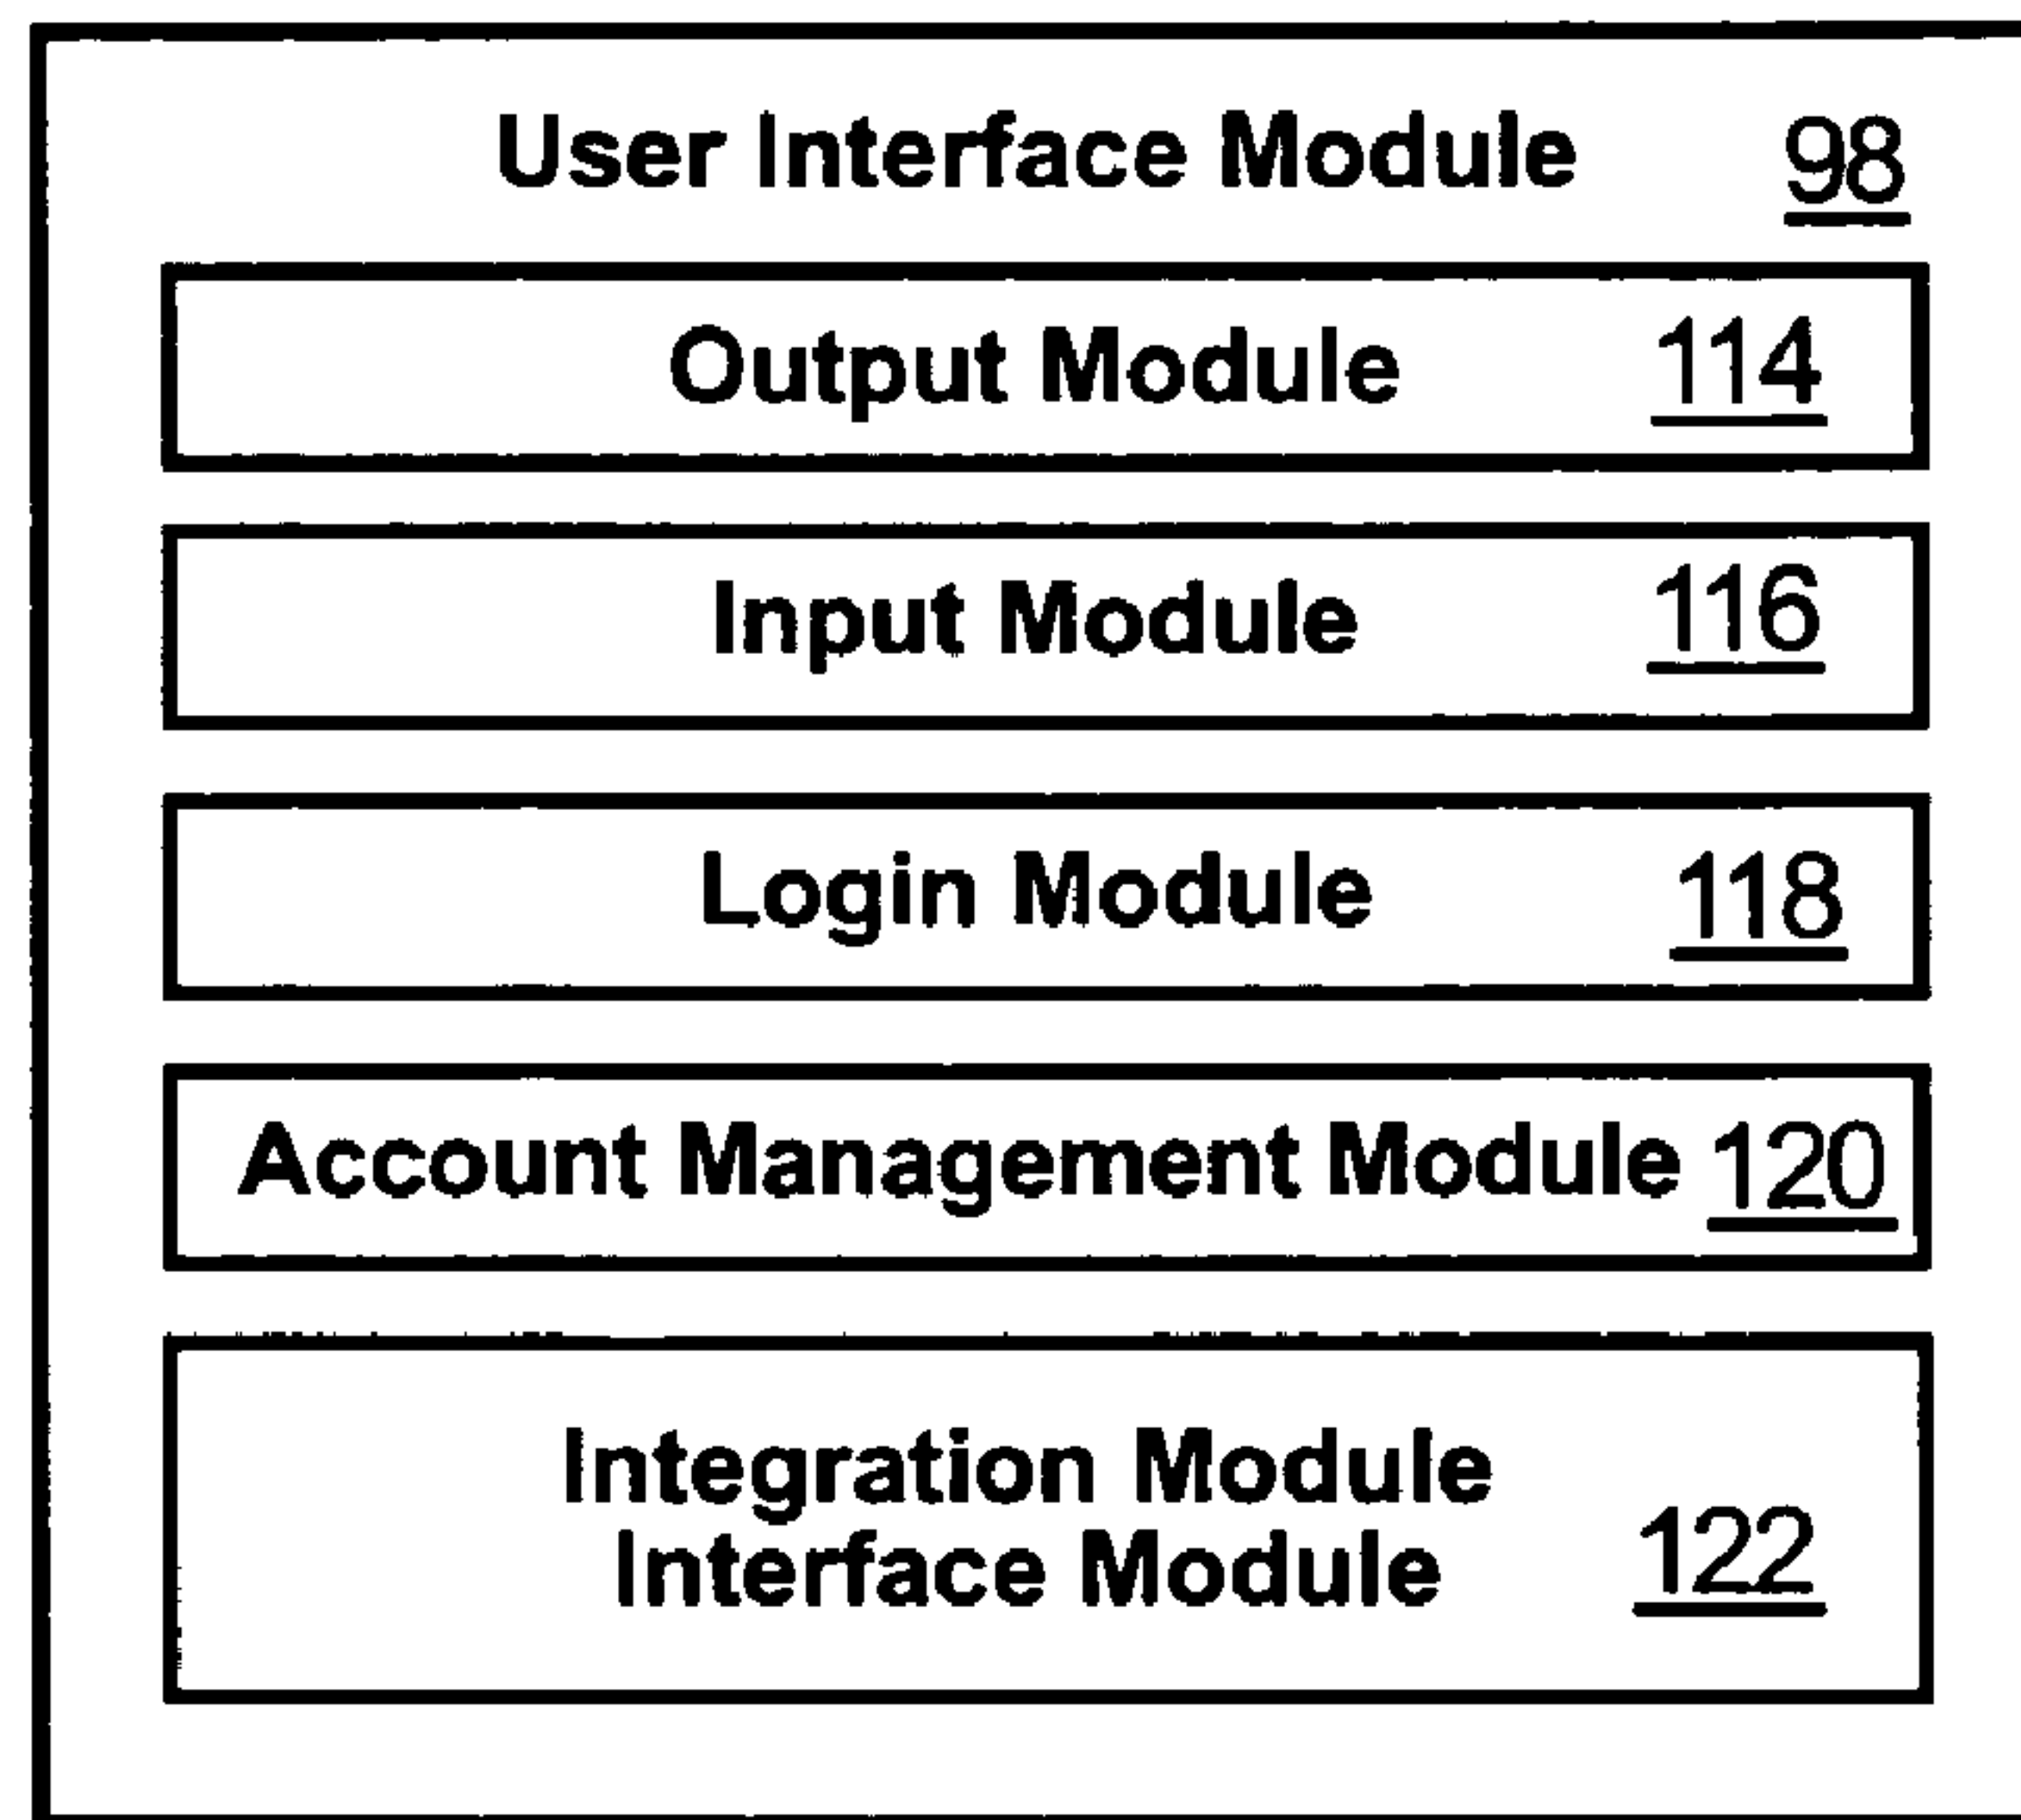 User Interface Module 98
Output Module 114
Input Module 116
Login Module 118
Account Management Module 120
Integration Module
Interface Module 122